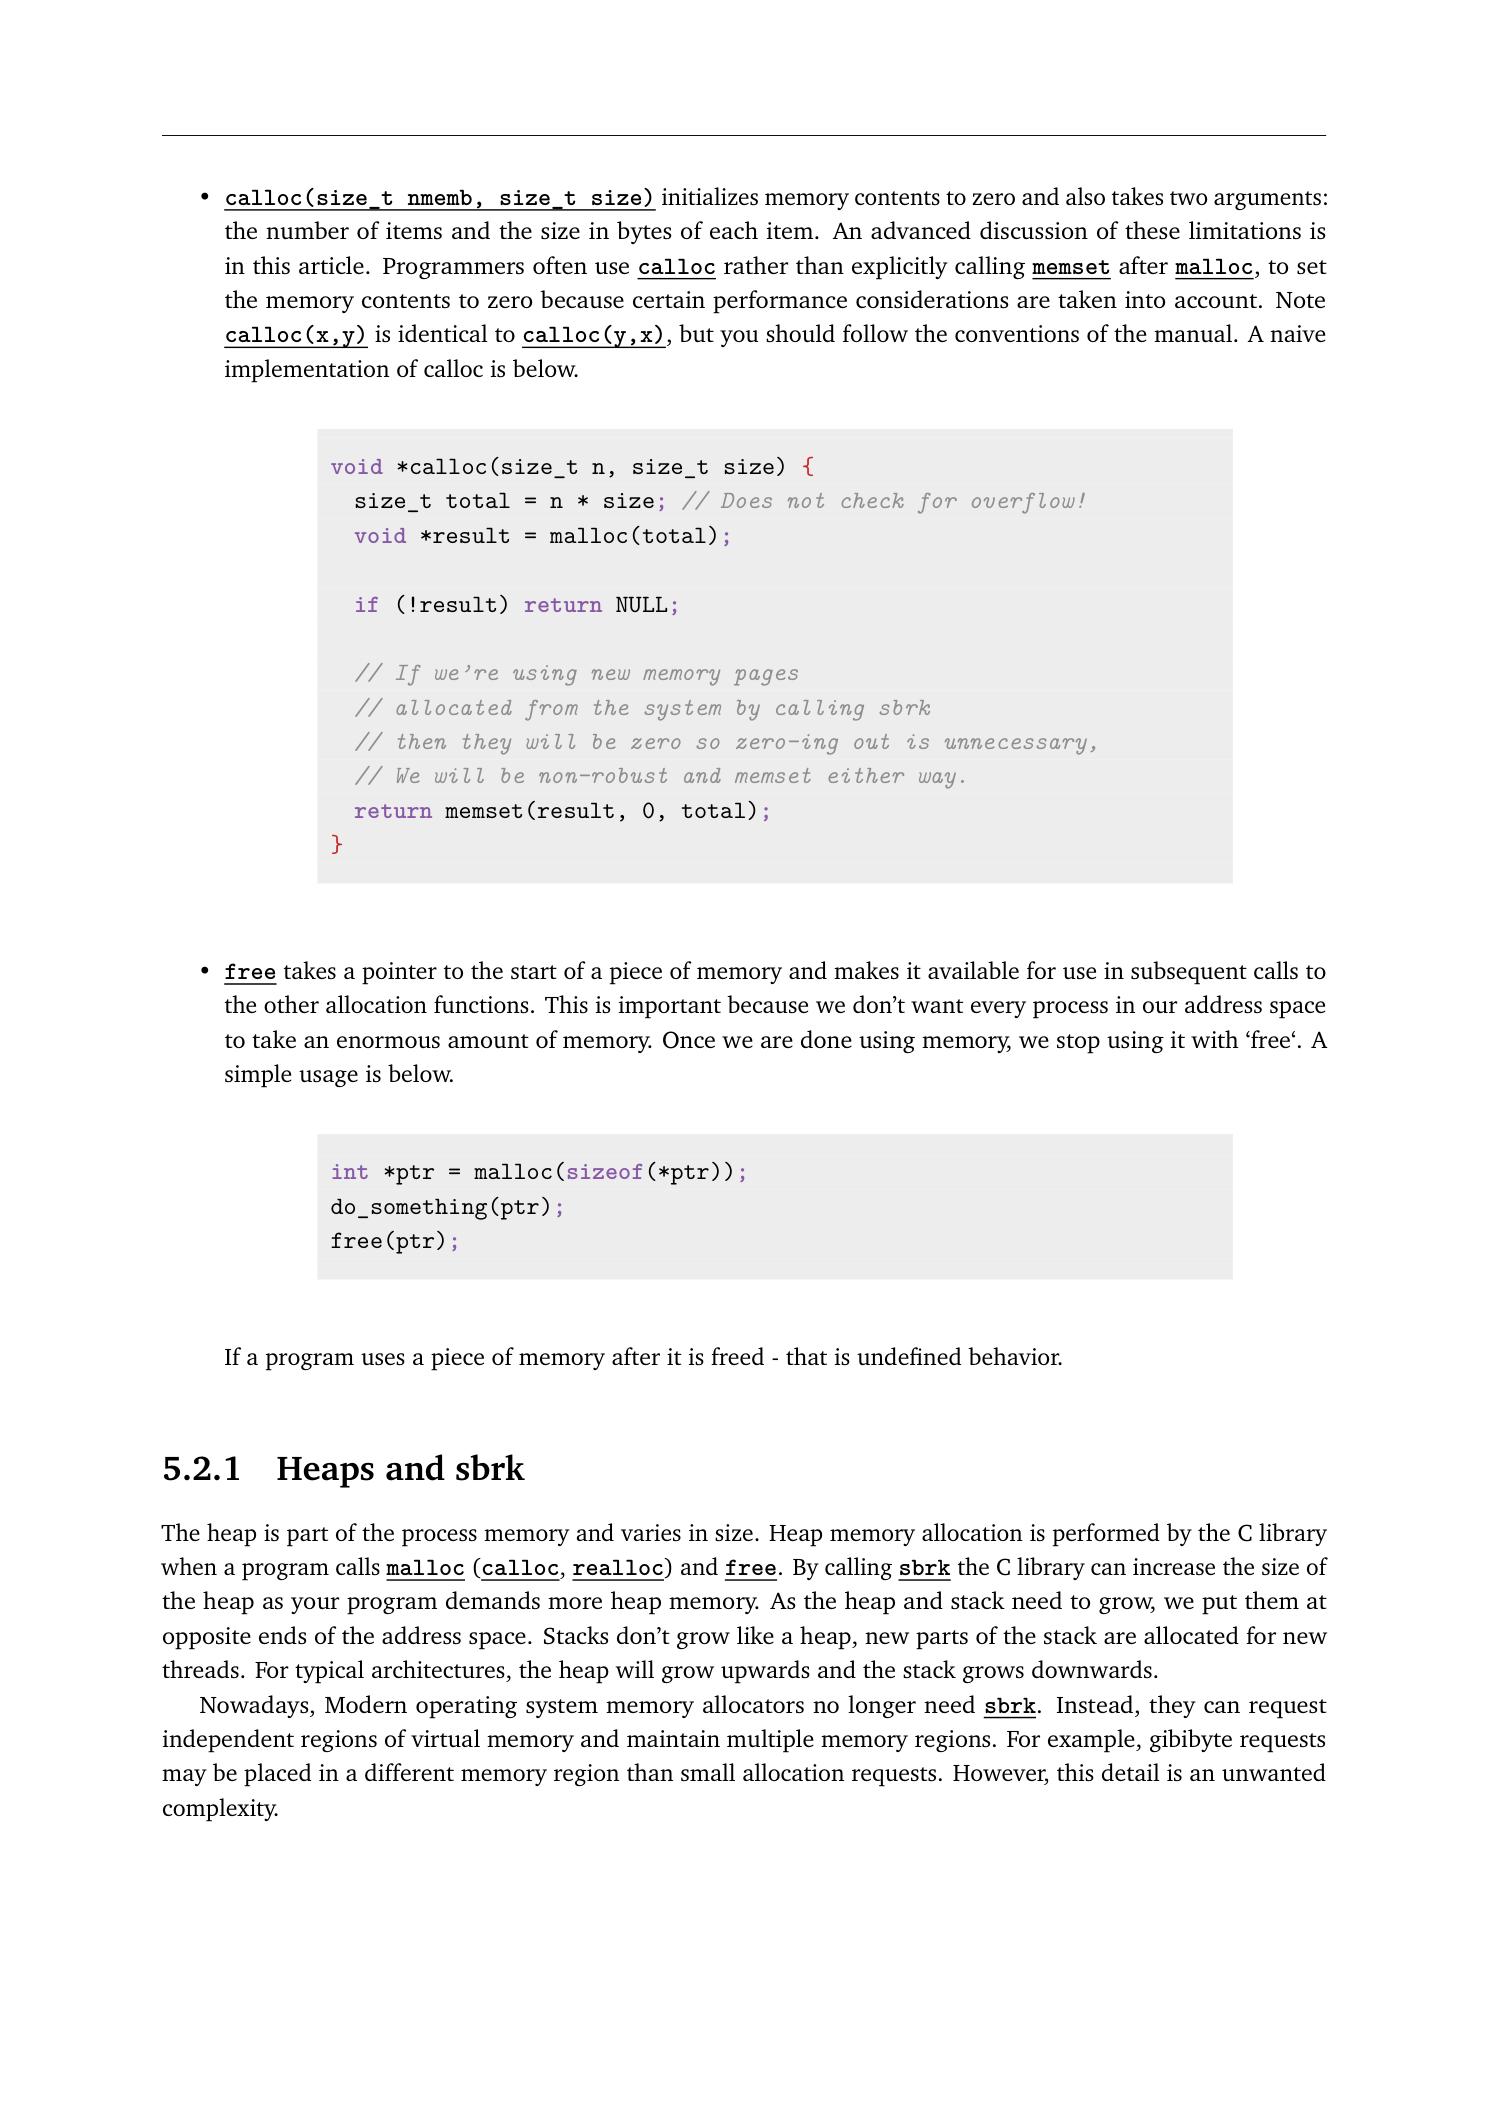 • calloc(size_t nmemb, size_t size) initializes memory contents to zero and also takes two arguments:
the number of items and the size in bytes of each item. An advanced discussion of these limitations is
in this article. Programmers often use calloc rather than explicitly calling memset after malloc, to set
the memory contents to zero because certain performance considerations are taken into account. Note
calloc(x,y) is identical to calloc(y,x), but you should follow the conventions of the manual. A naive
implementation of calloc is below.
void *calloc(size_t n, size_t size) {
  size_t total = n * size; // Does not check for overflow!
  void *result = malloc(total);
  if (!result) return NULL;
  // If we're using new memory pages
  // allocated from the system by calling sbrk
  // then they will be zero so zero-ing out is unnecessary,
  // We will be non-robust and memset either way.
  return memset(result, 0, total);
}
• free takes a pointer to the start of a piece of memory and makes it available for use in subsequent calls to
the other allocation functions. This is important because we don’t want every process in our address space
to take an enormous amount of memory. Once we are done using memory, we stop using it with ‘free‘. A
simple usage is below.
int *ptr = malloc(sizeof(*ptr));
do_something(ptr);
free(ptr);
If a program uses a piece of memory after it is freed - that is undefined behavior.
5.2.1 Heaps and sbrk
The heap is part of the process memory and varies in size. Heap memory allocation is performed by the C library
when a program calls malloc (calloc, realloc) and free. By calling sbrk the C library can increase the size of
the heap as your program demands more heap memory. As the heap and stack need to grow, we put them at
opposite ends of the address space. Stacks don’t grow like a heap, new parts of the stack are allocated for new
threads. For typical architectures, the heap will grow upwards and the stack grows downwards.
Nowadays, Modern operating system memory allocators no longer need sbrk. Instead, they can request
independent regions of virtual memory and maintain multiple memory regions. For example, gibibyte requests
may be placed in a different memory region than small allocation requests. However, this detail is an unwanted
complexity.